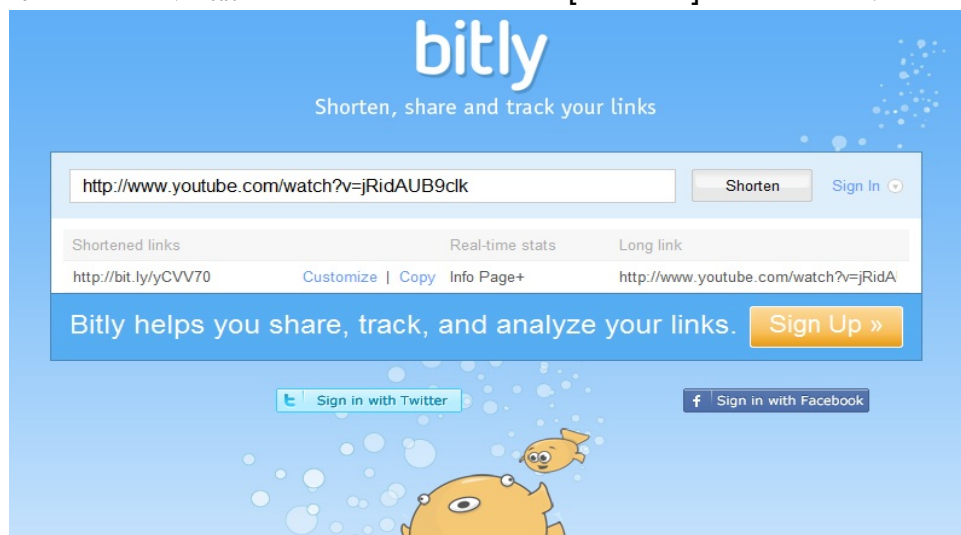 bitly
Shorten, share and track your links
http://www.youtube.com/watch?v=jRidAUB9clk
Shorten
Sign In
Shortened links Real-time stats Long link
http://bit.ly/yCVV70 Customize | Copy Info Page+ http://www.youtube.com/watch?v=jRidA
Bitly helps you share, track, and analyze your links. Sign Up »
Sign in with Twitter
f Sign in with Facebook